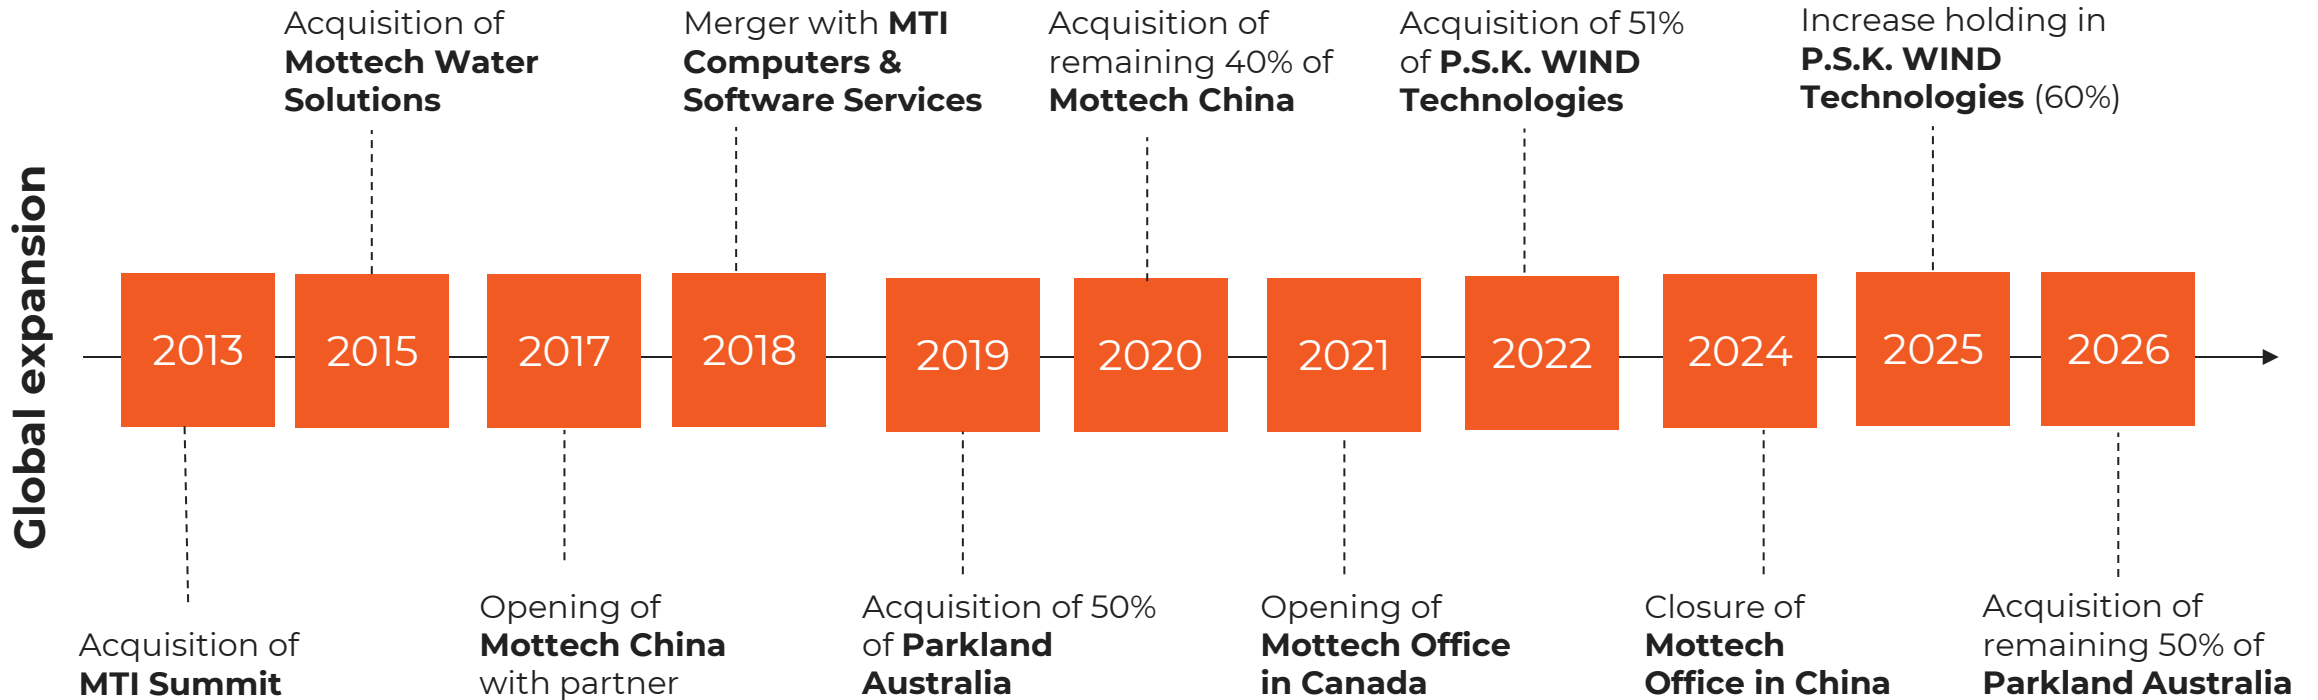 Global expansion
Acquisition of
Mottech Water
Solutions
Merger with MTI
Computers &
Software Services
Acquisition of
remaining 40% of
Mottech China
Acquisition of 51%
of P.S.K. WIND
Technologies
Increase holding in
P.S.K. WIND
Technologies (60%)
2013
2015
2017
2018
2019
2020
2021
2022
2024
2025
2026
Acquisition of
MTI Summit
Opening of
Mottech China
with partner
Acquisition of 50%
of Parkland
Australia
Opening of
Mottech Office
in Canada
Closure of
Mottech
Office in China
Acquisition of
remaining 50% of
Parkland Australia